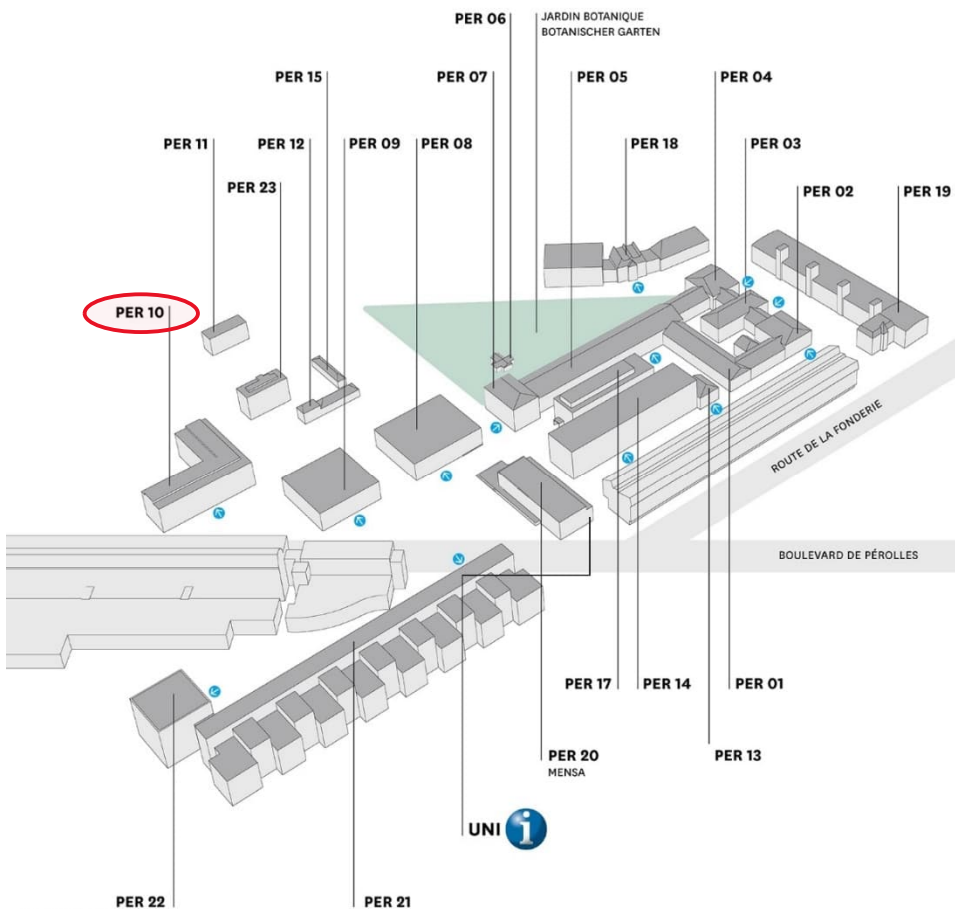 PER 06
JARDIN BOTANIQUE
BOTANISCHER GARTEN
PER 15
PER 07
PER 05
PER 04
PER 11
PER 12
PER 09
PER 08
PER 18
PER 03
PER 23
PER 02
PER 19
PER 10
ROUTE DE LA FONDERIE
BOULEVARD DE PÉROLLES
PER 17
PER 14
PER 01
PER 20
MENSA
PER 13
UNI i
PER 22
PER 21